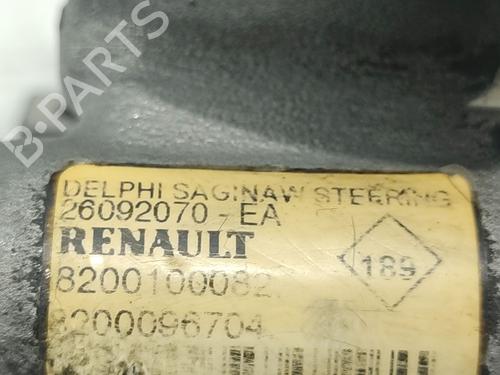 B-PARTS
DELPHI SAGINAW STEERING
26092070-EA
RENAULT
189
8200100082
8200096704